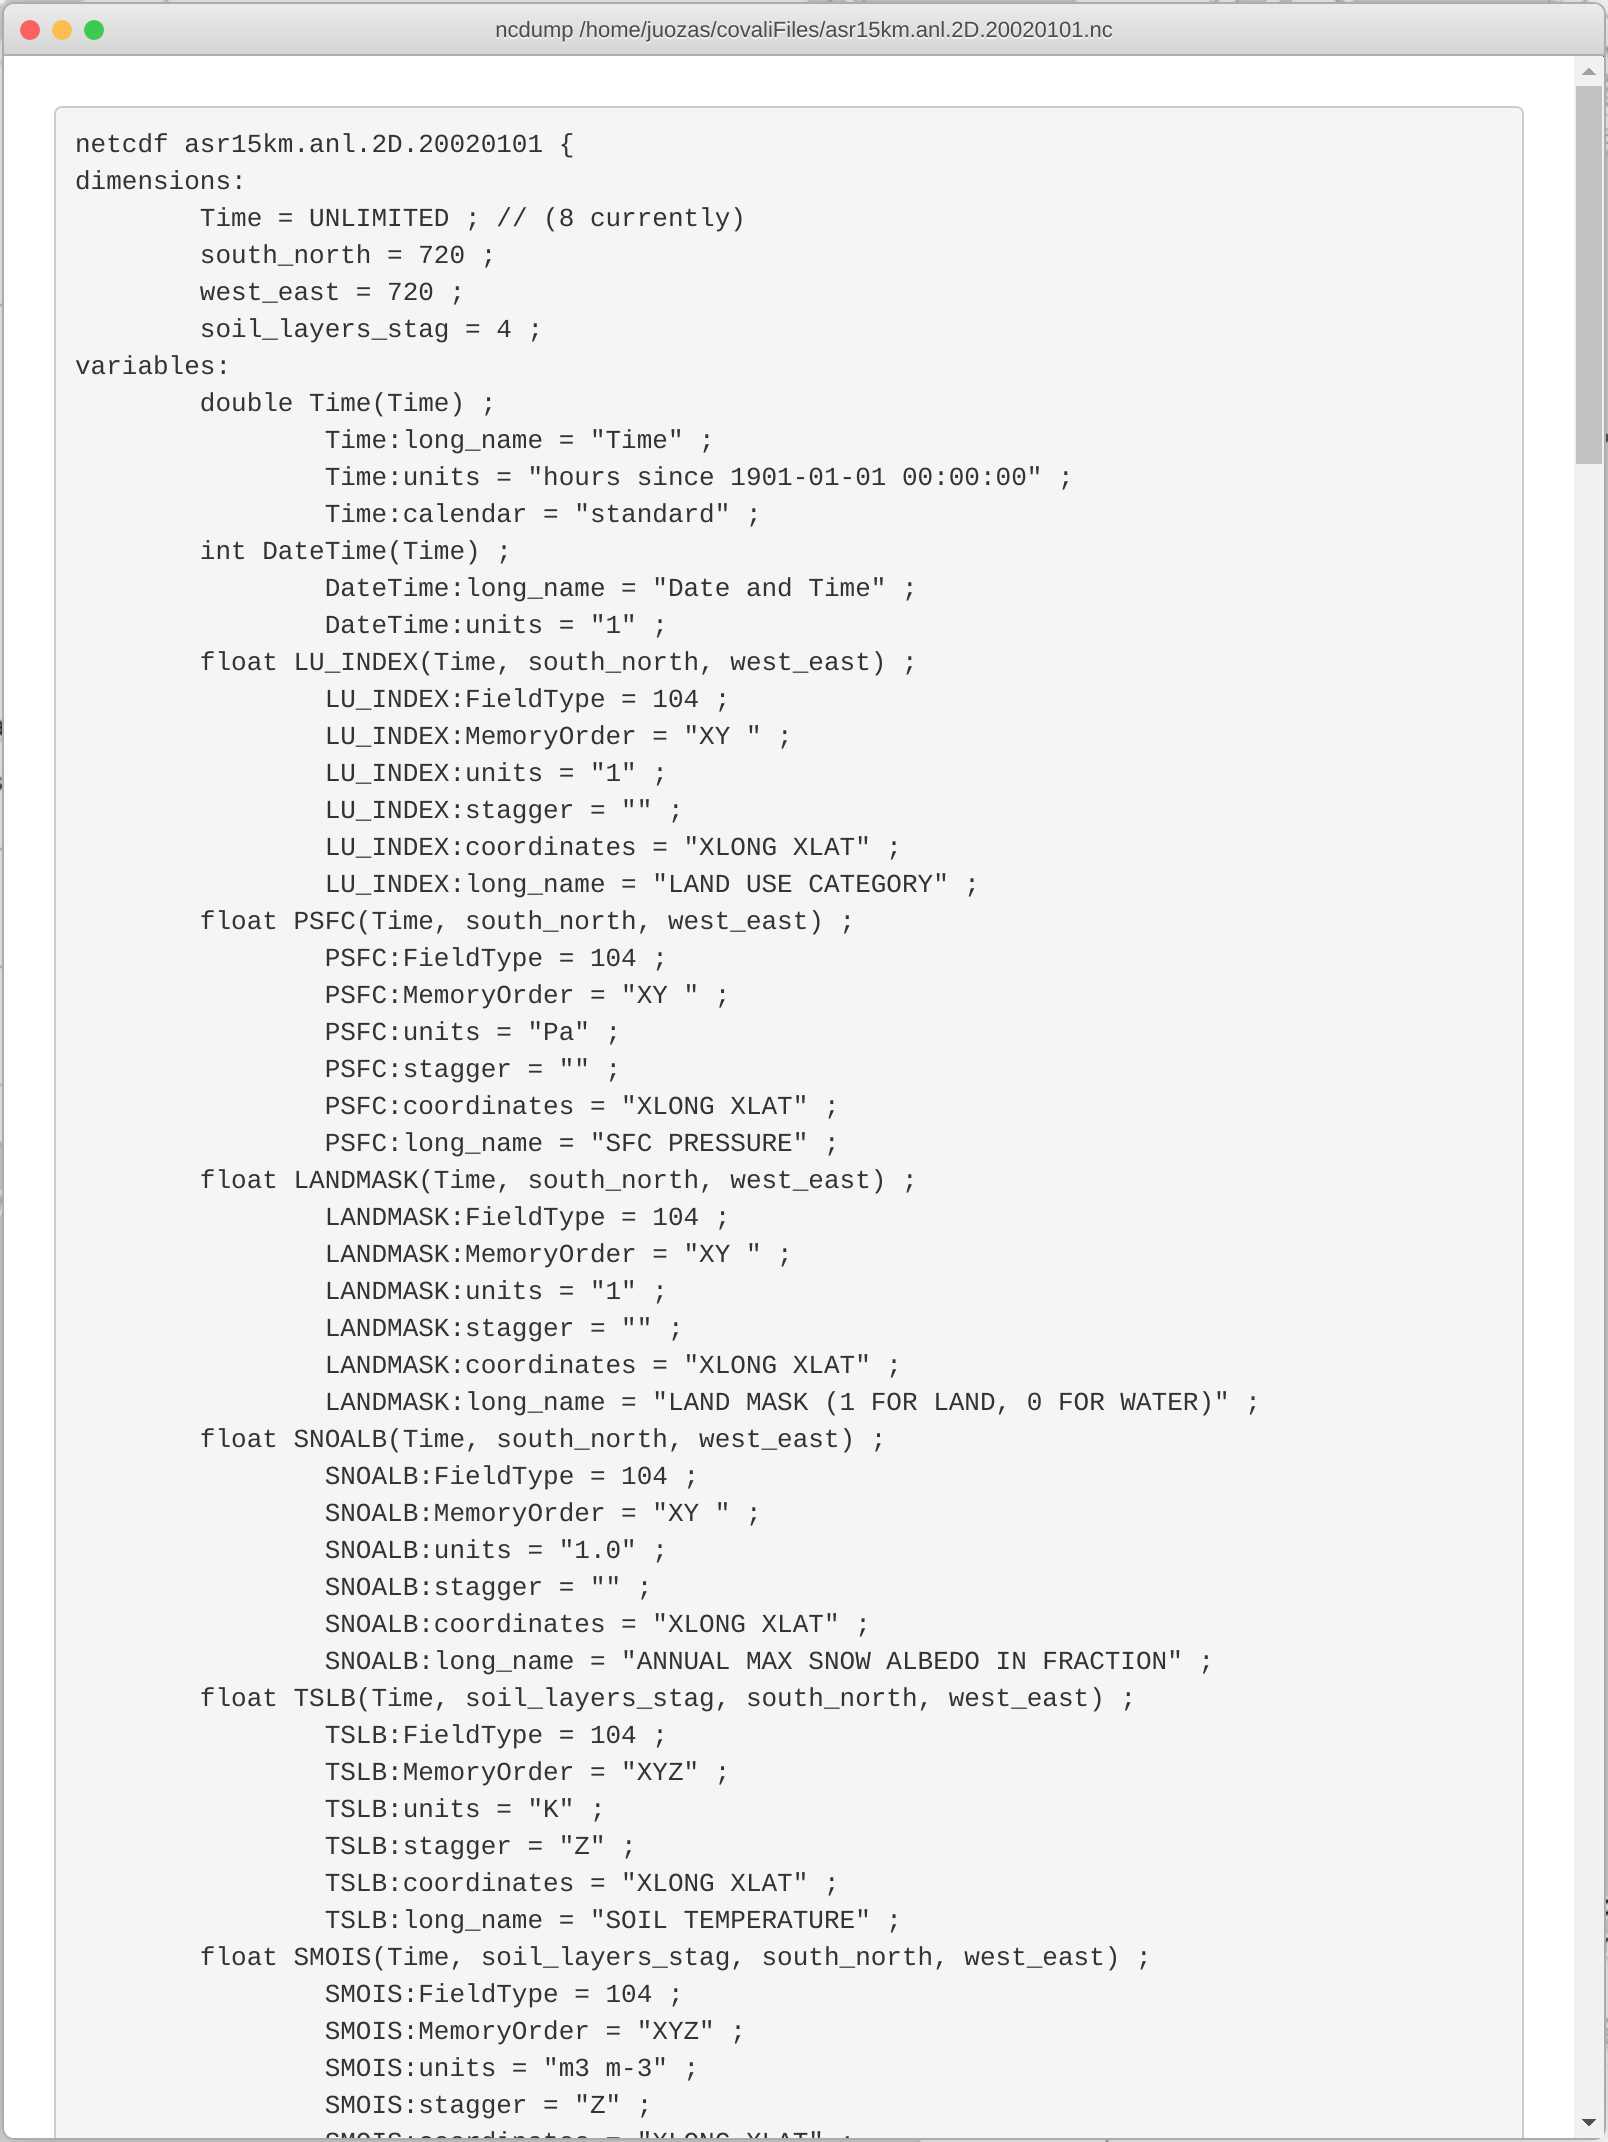 ncdump /home/juozas/covaliFiles/asr15km.anl.2D.20020101.nc
netcdf asr15km.anl.2D.20020101 {
dimensions:
        Time = UNLIMITED ; // (8 currently)
        south_north = 720 ;
        west_east = 720 ;
        soil_layers_stag = 4 ;
variables:
        double Time(Time) ;
                Time:long_name = "Time" ;
                Time:units = "hours since 1901-01-01 00:00:00" ;
                Time:calendar = "standard" ;
        int DateTime(Time) ;
                DateTime:long_name = "Date and Time" ;
                DateTime:units = "1" ;
        float LU_INDEX(Time, south_north, west_east) ;
                LU_INDEX:FieldType = 104 ;
                LU_INDEX:MemoryOrder = "XY " ;
                LU_INDEX:units = "1" ;
                LU_INDEX:stagger = "" ;
                LU_INDEX:coordinates = "XLONG XLAT" ;
                LU_INDEX:long_name = "LAND USE CATEGORY" ;
        float PSFC(Time, south_north, west_east) ;
                PSFC:FieldType = 104 ;
                PSFC:MemoryOrder = "XY " ;
                PSFC:units = "Pa" ;
                PSFC:stagger = "" ;
                PSFC:coordinates = "XLONG XLAT" ;
                PSFC:long_name = "SFC PRESSURE" ;
        float LANDMASK(Time, south_north, west_east) ;
                LANDMASK:FieldType = 104 ;
                LANDMASK:MemoryOrder = "XY " ;
                LANDMASK:units = "1" ;
                LANDMASK:stagger = "" ;
                LANDMASK:coordinates = "XLONG XLAT" ;
                LANDMASK:long_name = "LAND MASK (1 FOR LAND, 0 FOR WATER)" ;
        float SNOALB(Time, south_north, west_east) ;
                SNOALB:FieldType = 104 ;
                SNOALB:MemoryOrder = "XY " ;
                SNOALB:units = "1.0" ;
                SNOALB:stagger = "" ;
                SNOALB:coordinates = "XLONG XLAT" ;
                SNOALB:long_name = "ANNUAL MAX SNOW ALBEDO IN FRACTION" ;
        float TSLB(Time, soil_layers_stag, south_north, west_east) ;
                TSLB:FieldType = 104 ;
                TSLB:MemoryOrder = "XYZ" ;
                TSLB:units = "K" ;
                TSLB:stagger = "Z" ;
                TSLB:coordinates = "XLONG XLAT" ;
                TSLB:long_name = "SOIL TEMPERATURE" ;
        float SMOIS(Time, soil_layers_stag, south_north, west_east) ;
                SMOIS:FieldType = 104 ;
                SMOIS:MemoryOrder = "XYZ" ;
                SMOIS:units = "m3 m-3" ;
                SMOIS:stagger = "Z" ;
                SMOIS:coordinates = "XLONG XLAT" ;